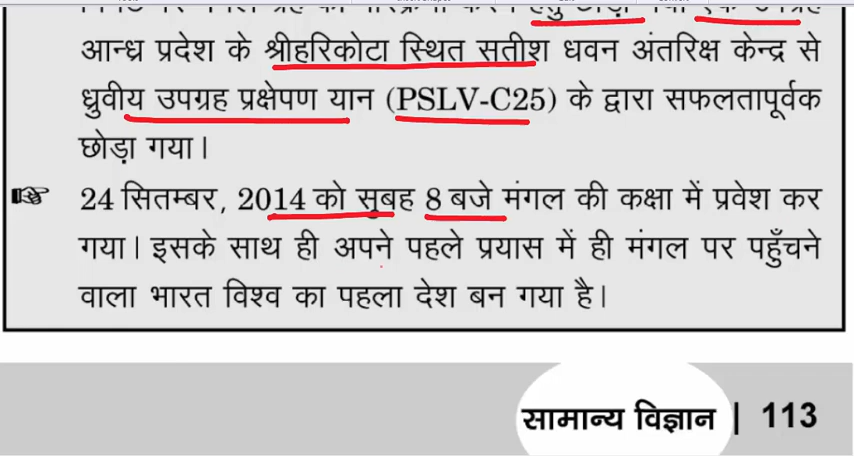 आन्ध्र प्रदेश के श्रीहरिकोटा स्थित सतीश धवन अंतरिक्ष केन्द्र से
ध्रुवीय उपग्रह प्रक्षेपण यान (PSLV-C25) के द्वारा सफलतापूर्वक
छोड़ा गया।
24 सितम्बर, 2014 को सुबह 8 बजे मंगल की कक्षा में प्रवेश कर
गया। इसके साथ ही अपने पहले प्रयास में ही मंगल पर पहुँचने
वाला भारत विश्व का पहला देश बन गया है।
सामान्य विज्ञान | 113